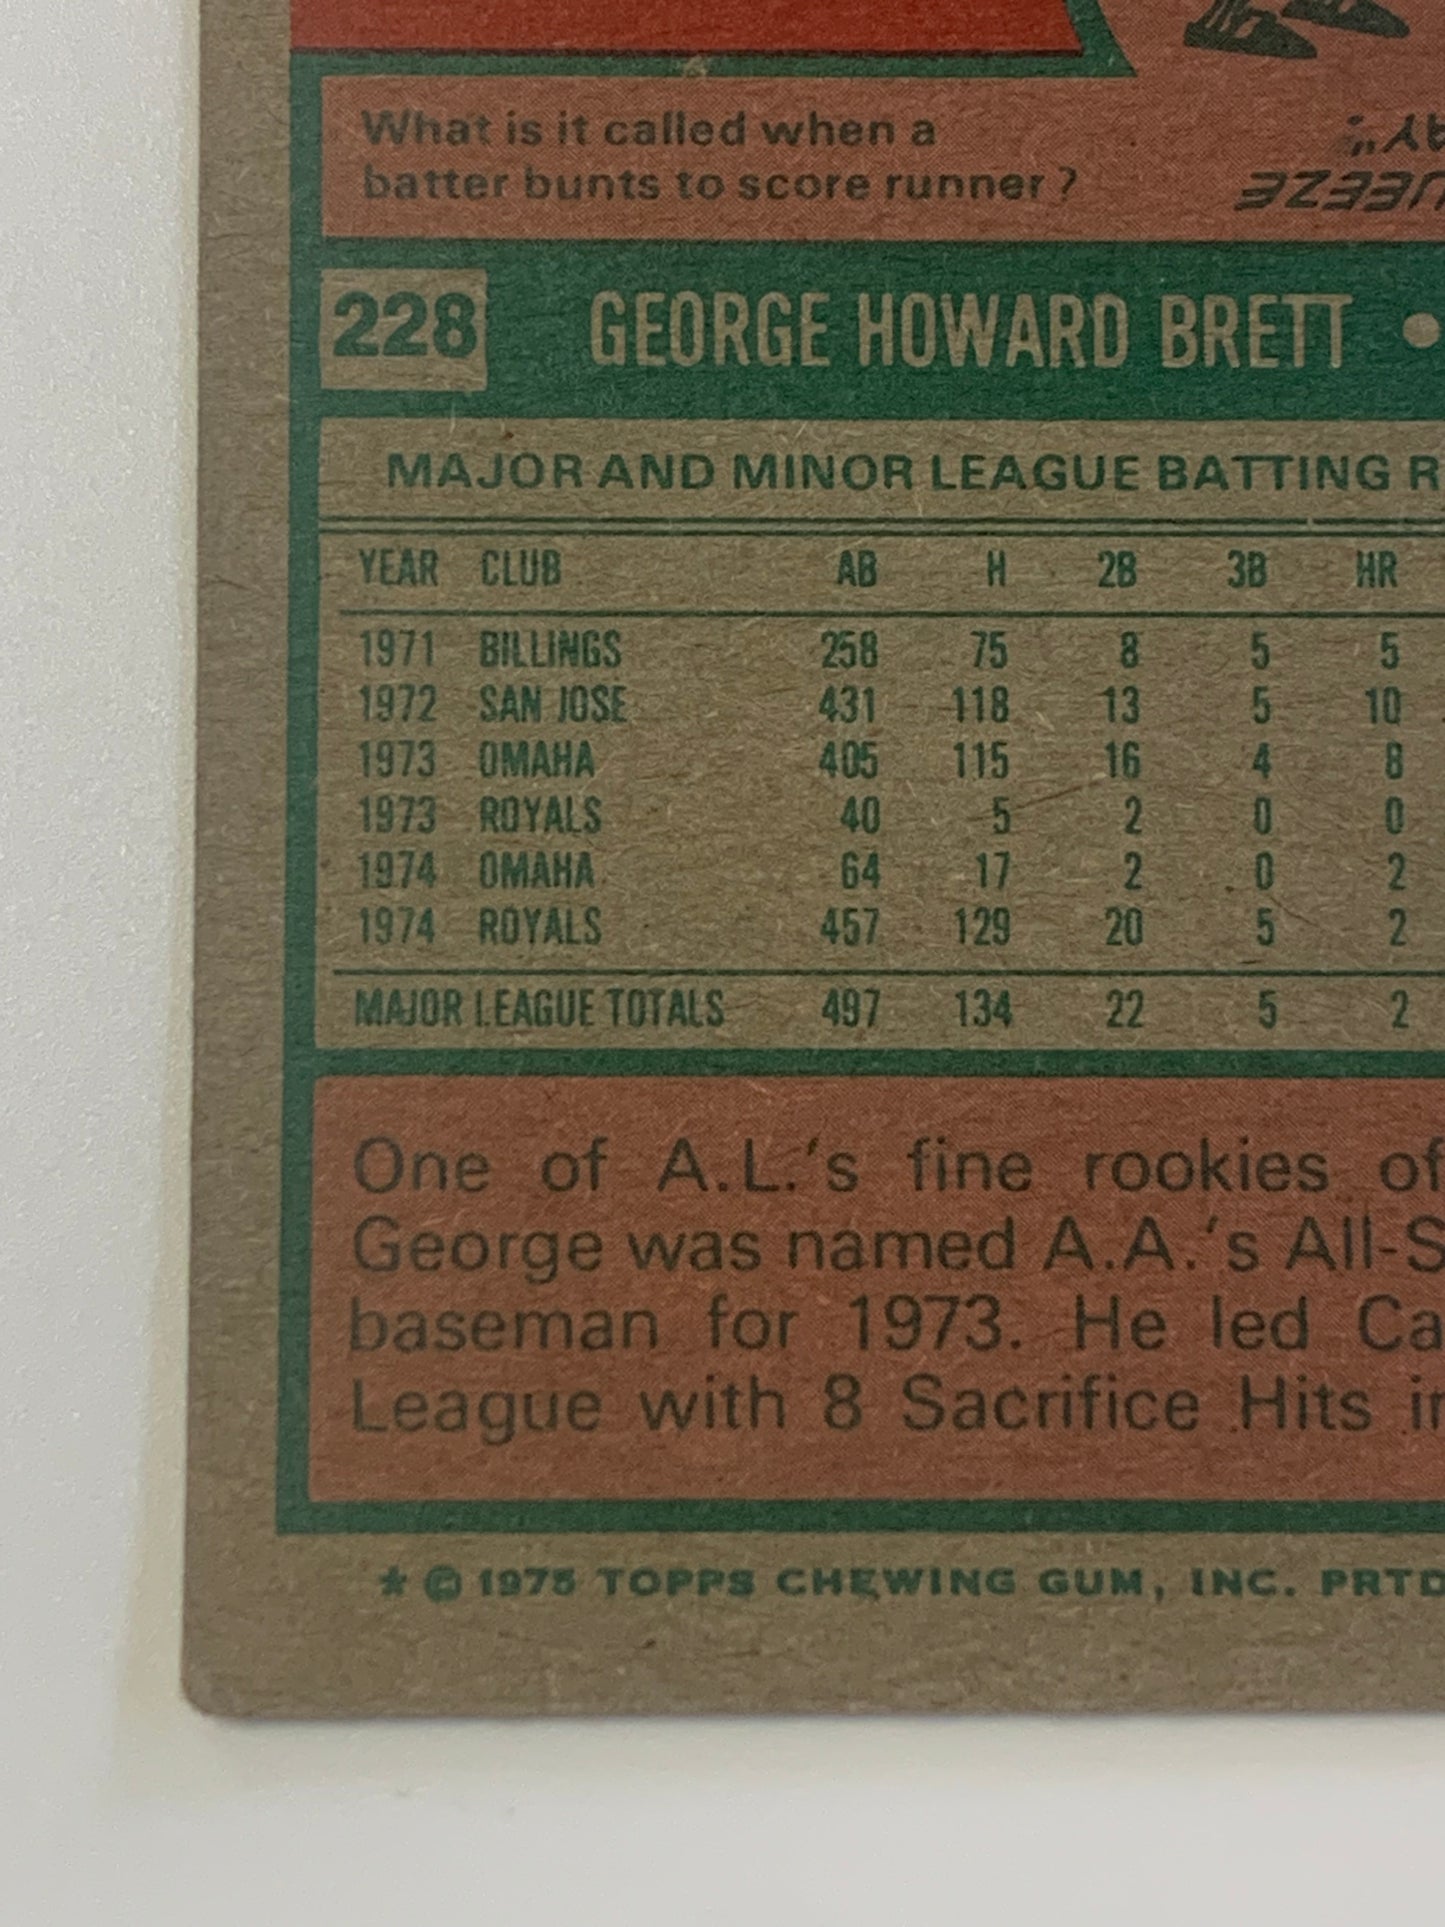 What is it called when a
batter bunts to score runner?
228 GEORGE HOWARD BRETT •
MAJOR AND MINOR LEAGUE BATTING R
YEAR CLUB AB H 2B 3B HR
1971 BILLINGS 258 75 8 5 5
1972 SAN JOSE 431 118 13 5 10
1973 OMAHA 405 115 16 4 8
1973 ROYALS 40 5 2 0 0
1974 OMAHA 64 17 2 0 2
1974 ROYALS 457 129 20 5 2
MAJOR LEAGUE TOTALS 497 134 22 5 2
One of A.L.'s fine rookies of
George was named A.A.'s All-S
baseman for 1973. He led Ca
League with 8 Sacrifice Hits in
* © 1975 TOPPS CHEWING GUM, INC. PRTD